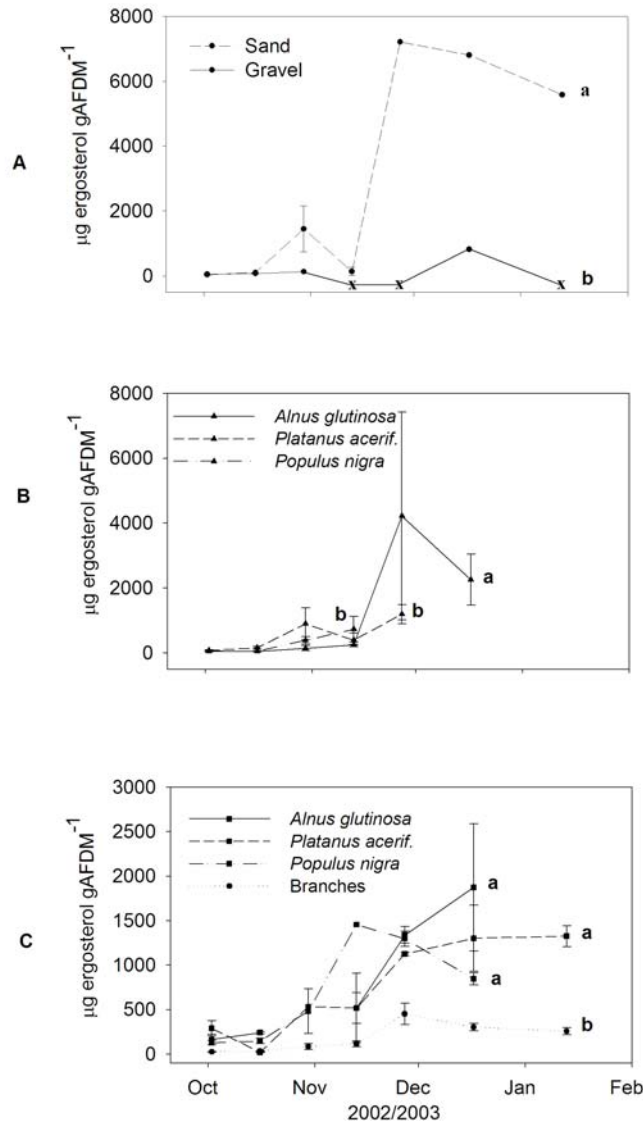 8000
6000
4000
2000
0
Sand
Gravel
a
b
X X X
µg ergosterol gAFDM⁻¹
A
8000
6000
4000
2000
0
Alnus glutinosa
Platanus acerif.
Populus nigra
a
b b
µg ergosterol gAFDM⁻¹
B
3000
2500
2000
1500
1000
500
0
Alnus glutinosa
Platanus acerif.
Populus nigra
Branches
a
a
a
b
µg ergosterol gAFDM⁻¹
C
Oct Nov Dec Jan Feb
2002/2003